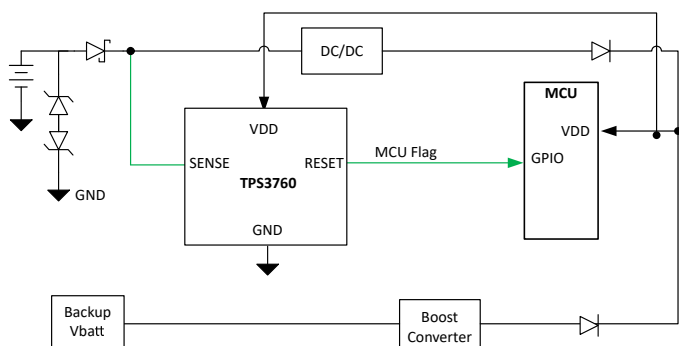 DC/DC
MCU
VDD
VDD
SENSE
RESET
MCU Flag
GPIO
TPS3760
GND
GND
Backup
Vbatt
Boost
Converter